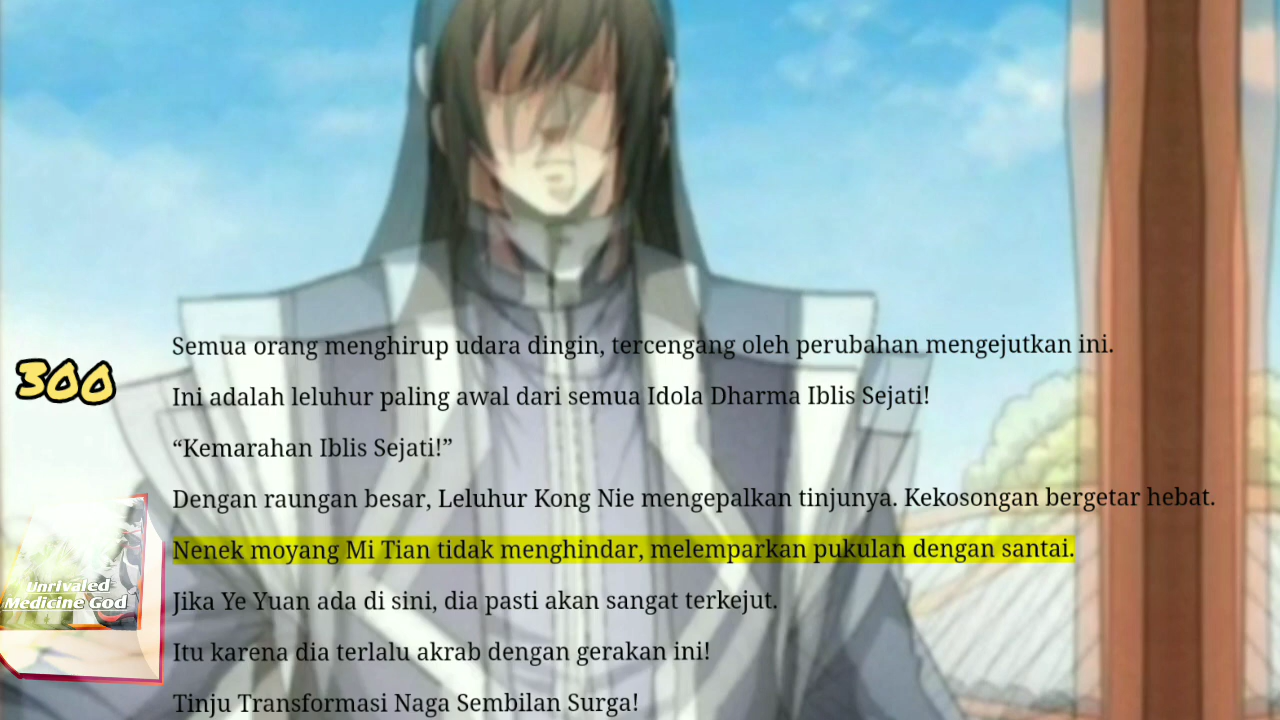 Semua orang menghirup udara dingin, tercengang oleh perubahan mengejutkan ini.
Ini adalah leluhur paling awal dari semua Idola Dharma Iblis Sejati!
300
“Kemarahan Iblis Sejati!”
Dengan raungan besar, Leluhur Kong Nie mengepalkan tinjunya. Kekosongan bergetar hebat.
Nenek moyang Mi Tian tidak menghindar, melemparkan pukulan dengan santai.
Unrivaled
Medicine God
Jika Ye Yuan ada di sini, dia pasti akan sangat terkejut.
Itu karena dia terlalu akrab dengan gerakan ini!
Tinju Transformasi Naga Sembilan Surga!